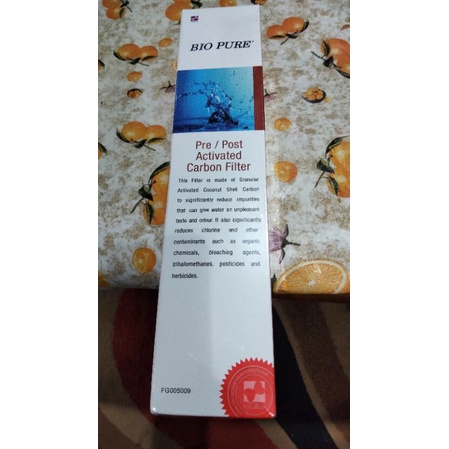 BIO PURE
Pre / Post
Activated
Carbon Filter
This Filter is made of Granular
Activated Coconut Shell Carbon
to significantly reduce impurities
that can give water an unpleasant
taste and odour. It also significantly
reduces chlorine and other
contaminants such as organic
chemicals, bleaching agents,
trihalomethanes, pesticides and
herbicides.
FG005009